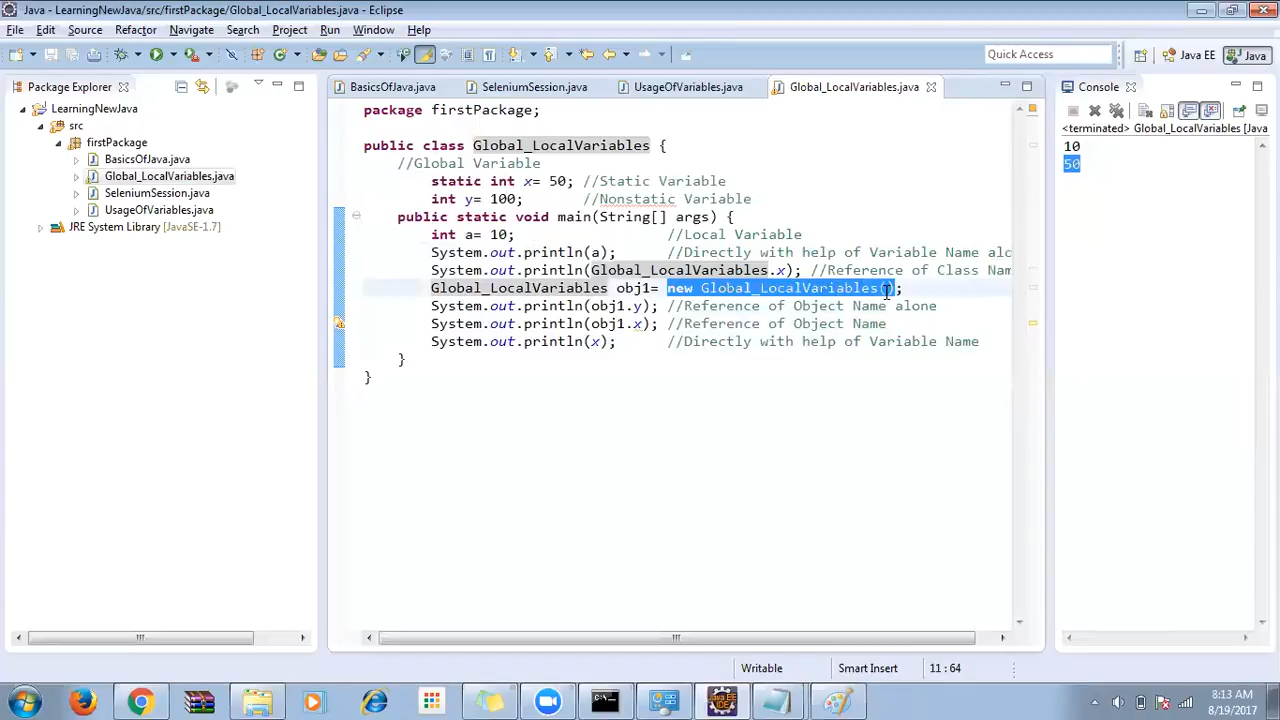 Java - LearningNewJava/src/firstPackage/Global_LocalVariables.java - Eclipse
File Edit Source Refactor Navigate Search Project Run Window Help
Quick Access
Java EE
Java
Package Explorer
LearningNewJava
src
firstPackage
BasicsOfJava.java
Global_LocalVariables.java
SeleniumSession.java
UsageOfVariables.java
JRE System Library [JavaSE-1.7]
BasicsOfJava.java SeleniumSession.java UsageOfVariables.java Global_LocalVariables.java
package firstPackage;
public class Global_LocalVariables {
//Global Variable
static int x= 50; //Static Variable
int y= 100; //Nonstatic Variable
public static void main(String[] args) {
int a= 10; //Local Variable
System.out.println(a); //Directly with help of Variable Name alo
System.out.println(Global_LocalVariables.x); //Reference of Class Nam
Global_LocalVariables obj1= new Global_LocalVariables();
System.out.println(obj1.y); //Reference of Object Name alone
System.out.println(obj1.x); //Reference of Object Name
System.out.println(x); //Directly with help of Variable Name
}
}
Console
<terminated> Global_LocalVariables [Java
10
50
Writable Smart Insert 11 : 64
Java EE
IDE
8:13 AM
8/19/2017